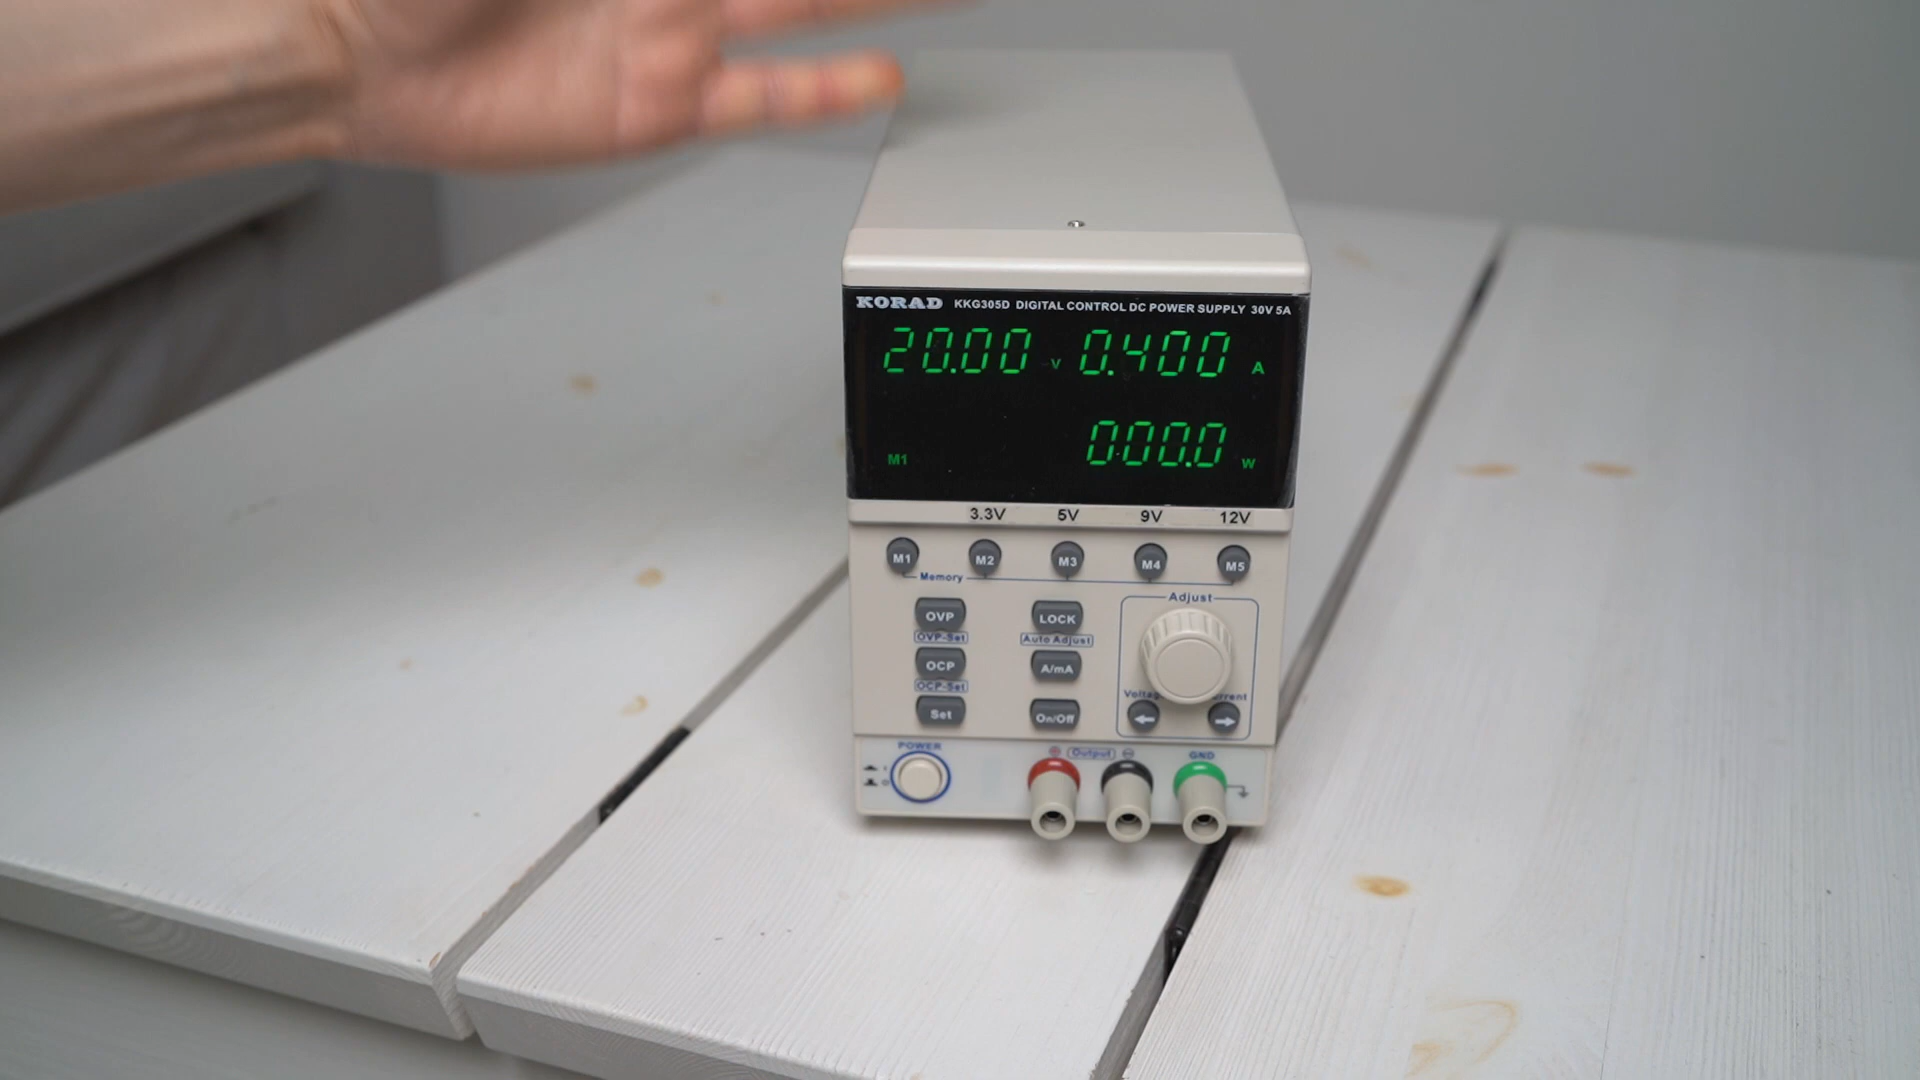 KORAD KKG305D DIGITAL CONTROL DC POWER SUPPLY 30V 5A
20.00 V 0.400 A
M1 000.0 W
3.3V 5V 9V 12V
M1 M2 M3 M4 M5
Memory
Adjust
OVP LOCK
OVP-Set Auto Adjust
OCP A/mA
OCP-Set
Set On/Off
POWER Output GND